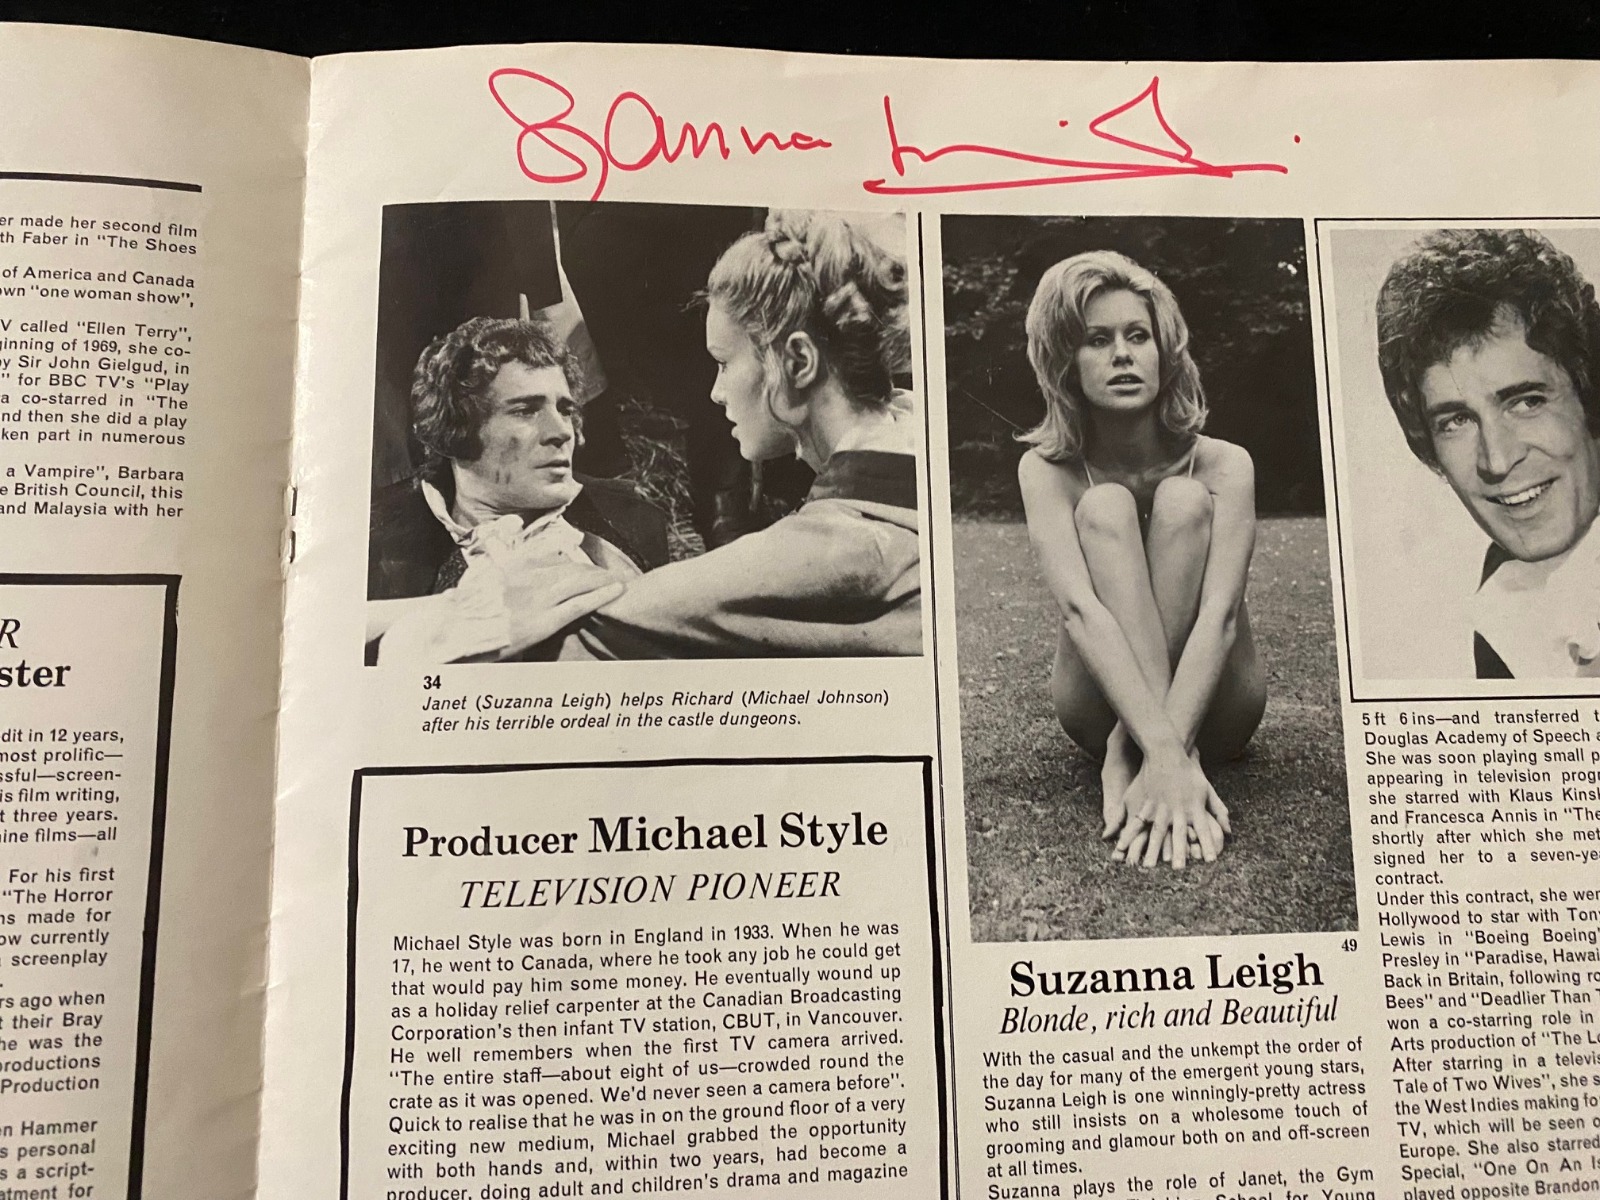 Suzanna Leigh
er made her second film
th Faber in "The Shoes
of America and Canada
own "one woman show",
V called "Ellen Terry",
ginning of 1969, she co-
by Sir John Gielgud, in
" for BBC TV's "Play
a co-starred in "The
nd then she did a play
ken part in numerous
a Vampire", Barbara
e British Council, this
and Malaysia with her
R
ster
dit in 12 years,
most prolific—
ssful—screen-
is film writing,
t three years.
nine films—all
For his first
"The Horror
ns made for
ow currently
screenplay
rs ago when
t their Bray
he was the
productions
Production
en Hammer
s personal
s a script-
atment for
34
Janet (Suzanna Leigh) helps Richard (Michael Johnson)
after his terrible ordeal in the castle dungeons.
Producer Michael Style
TELEVISION PIONEER
Michael Style was born in England in 1933. When he was
17, he went to Canada, where he took any job he could get
that would pay him some money. He eventually wound up
as a holiday relief carpenter at the Canadian Broadcasting
Corporation's then infant TV station, CBUT, in Vancouver.
He well remembers when the first TV camera arrived.
"The entire staff—about eight of us—crowded round the
crate as it was opened. We'd never seen a camera before".
Quick to realise that he was in on the ground floor of a very
exciting new medium, Michael grabbed the opportunity
with both hands and, within two years, had become a
producer, doing adult and children's drama and magazine
49
Suzanna Leigh
Blonde, rich and Beautiful
With the casual and the unkempt the order of
the day for many of the emergent young stars,
Suzanna Leigh is one winningly-pretty actress
who still insists on a wholesome touch of
grooming and glamour both on and off-screen
at all times.
Suzanna plays the role of Janet, the Gym
School for Young
5 ft 6 ins—and transferred t
Douglas Academy of Speech a
She was soon playing small p
appearing in television progr
she starred with Klaus Kinsk
and Francesca Annis in "The
shortly after which she met
signed her to a seven-yea
contract.
Under this contract, she wen
Hollywood to star with Tony
Lewis in "Boeing Boeing"
Presley in "Paradise, Hawai
Back in Britain, following ro
Bees" and "Deadlier Than T
won a co-starring role in
Arts production of "The Lo
After starring in a televis
Tale of Two Wives", she s
the West Indies making fo
TV, which will be seen o
Europe. She also starred
Special, "One On An Is
played opposite Brandon